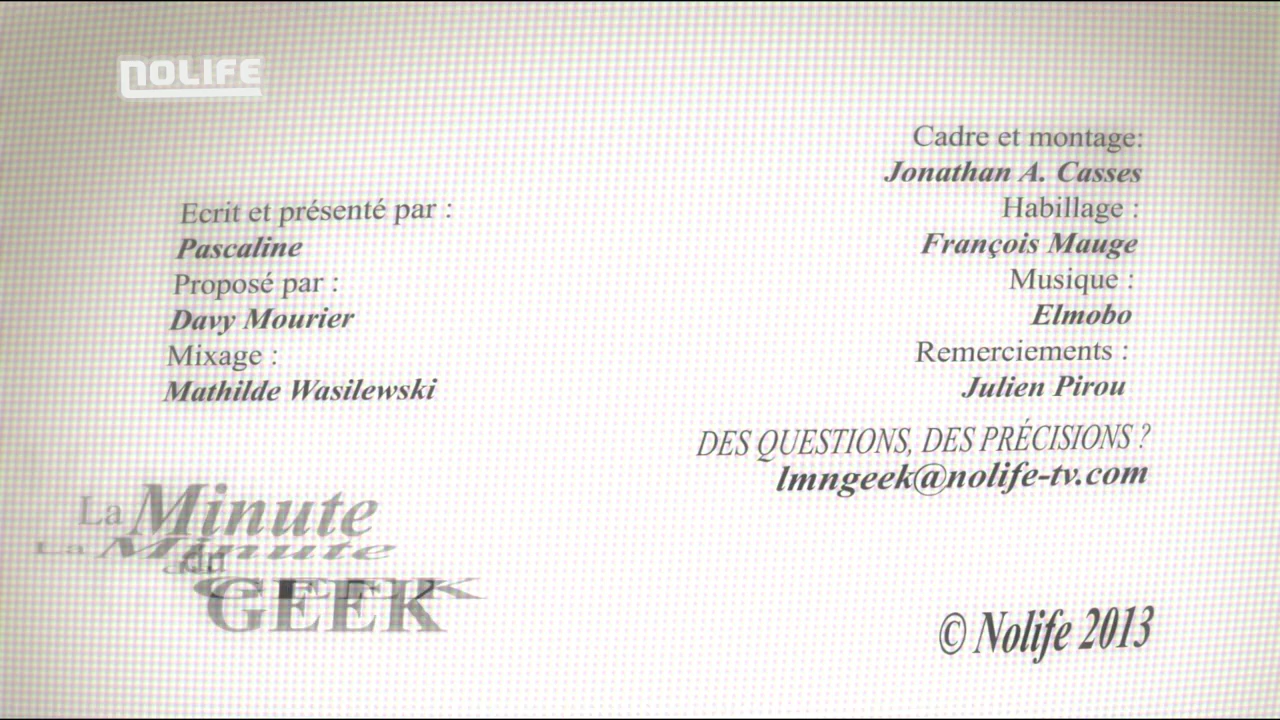 NOLIFE
Ecrit et présenté par :
Pascaline
Proposé par :
Davy Mourier
Mixage :
Mathilde Wasilewski
Cadre et montage:
Jonathan A. Casses
Habillage :
François Mauge
Musique :
Elmobo
Remerciements :
Julien Pirou
DES QUESTIONS, DES PRÉCISIONS ?
lmngeek@nolife-tv.com
La Minute
du
GEEK
© Nolife 2013